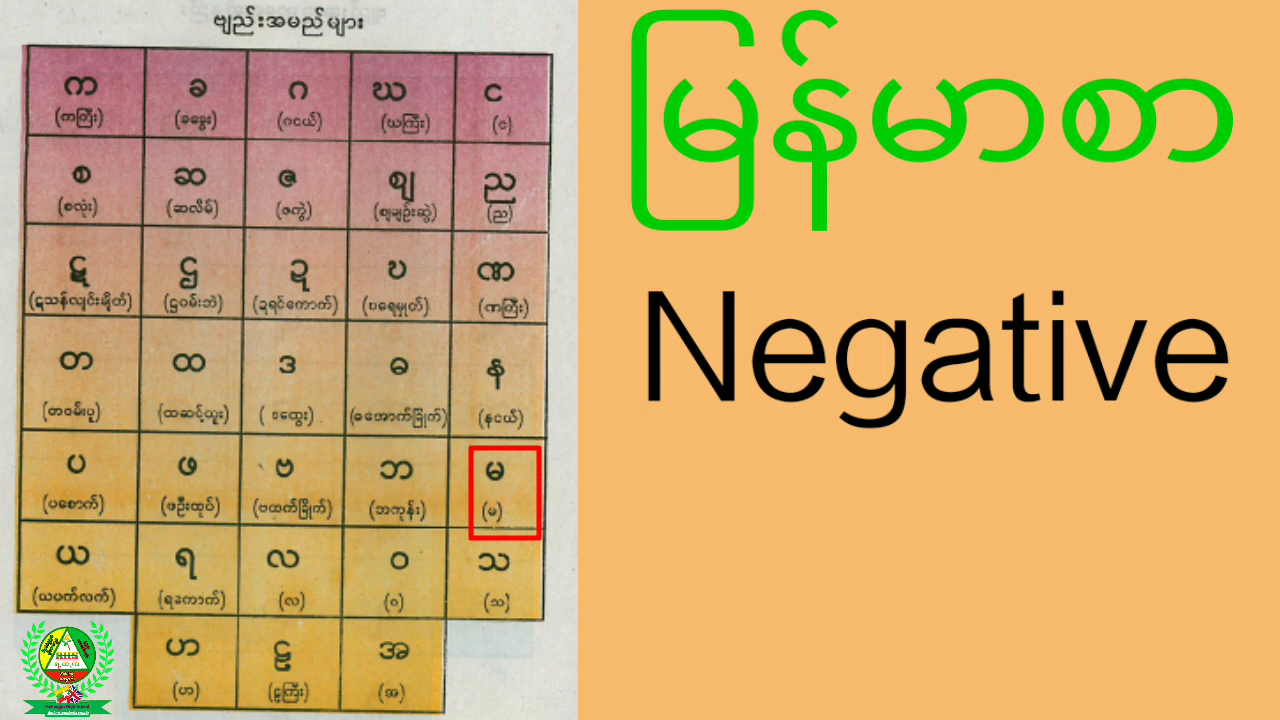 ဗျည်းအမည်များ
က ခ ဂ ဃ င
(ကကြီး) (ခခွေး) (ဂငယ်) (ဃကြီး) (င)
စ ဆ ဇ ဈ ည
(စလုံး) (ဆလိမ်) (ဇကွဲ) (ဈမျဉ်းဆွဲ) (ည)
ဋ ဌ ဍ ဎ ဏ
(ဋသန်လျင်းချိတ်) (ဌဝမ်းဘဲ) (ဍရင်ကောက်) (ဎရေမှုတ်) (ဏကြီး)
တ ထ ဒ ဓ န
(တဝမ်းပူ) (ထဆင်ထူး) (ဒထွေး) (ဓအောက်ခြိုက်) (နငယ်)
ပ ဖ ဗ ဘ မ
(ပစောက်) (ဖဦးထုပ်) (ဗထက်ခြိုက်) (ဘကုန်း) (မ)
ယ ရ လ ဝ သ
(ယပက်လက်) (ရကောက်) (လ) (ဝ) (သ)
ဟ ဠ အ
(ဟ) (ဠကြီး) (အ)
မြန်မာစာ
Negative